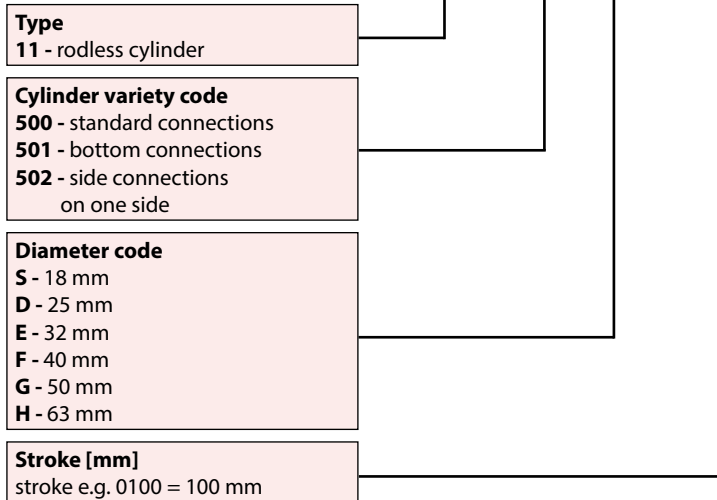 Type
11 - rodless cylinder
Cylinder variety code
500 - standard connections
501 - bottom connections
502 - side connections
on one side
Diameter code
S - 18 mm
D - 25 mm
E - 32 mm
F - 40 mm
G - 50 mm
H - 63 mm
Stroke [mm]
stroke e.g. 0100 = 100 mm